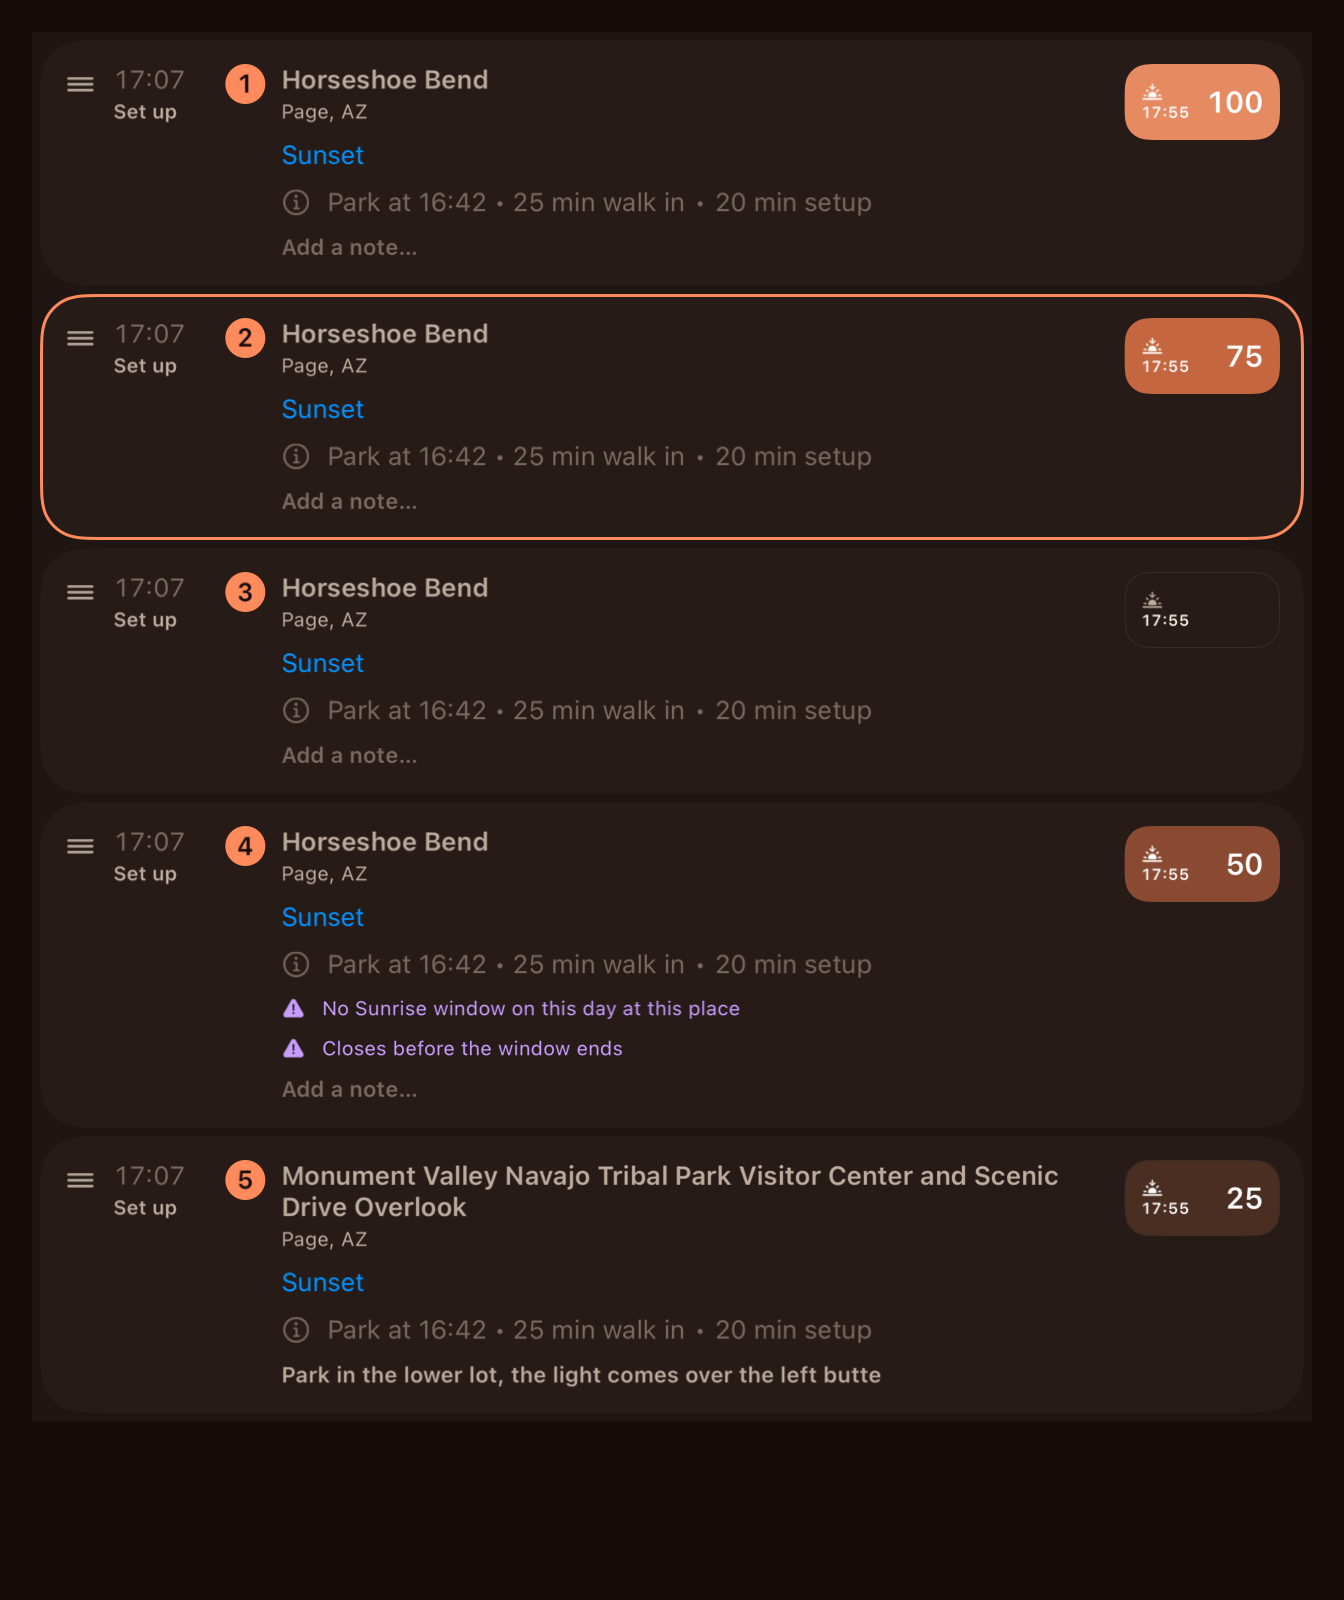 17:07 1 Horseshoe Bend 17:55 100
Set up Page, AZ
Sunset
Park at 16:42 • 25 min walk in • 20 min setup
Add a note...
17:07 2 Horseshoe Bend 17:55 75
Set up Page, AZ
Sunset
Park at 16:42 • 25 min walk in • 20 min setup
Add a note...
17:07 3 Horseshoe Bend 17:55
Set up Page, AZ
Sunset
Park at 16:42 • 25 min walk in • 20 min setup
Add a note...
17:07 4 Horseshoe Bend 17:55 50
Set up Page, AZ
Sunset
Park at 16:42 • 25 min walk in • 20 min setup
No Sunrise window on this day at this place
Closes before the window ends
Add a note...
17:07 5 Monument Valley Navajo Tribal Park Visitor Center and Scenic 17:55 25
Set up Drive Overlook
Page, AZ
Sunset
Park at 16:42 • 25 min walk in • 20 min setup
Park in the lower lot, the light comes over the left butte